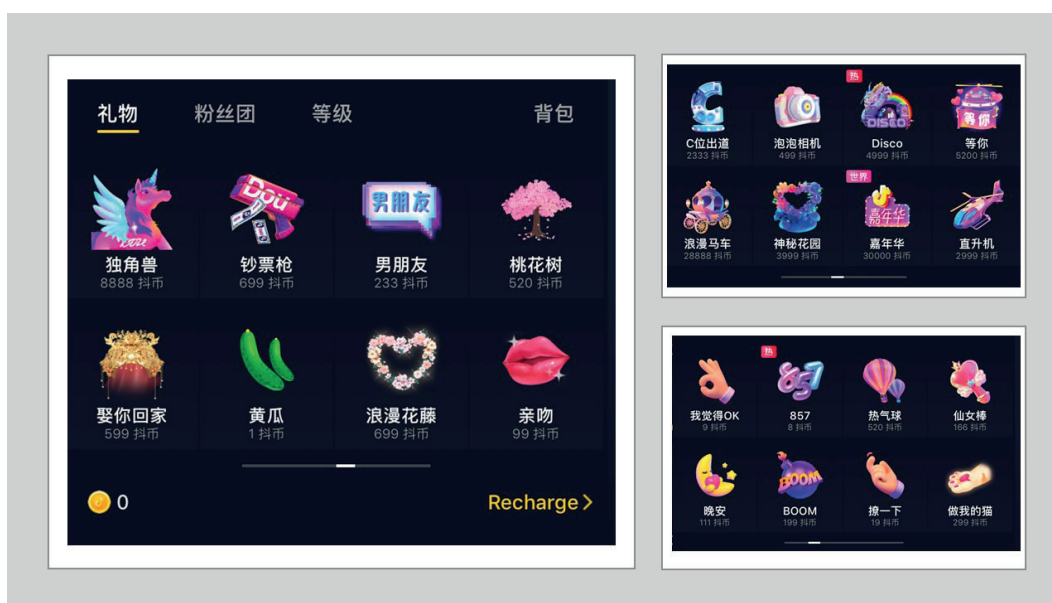 礼物 粉丝团 等级 背包
Dou 男朋友
LOVE
独角兽 钞票枪 男朋友 桃花树
8888 抖币 699 抖币 233 抖币 520 抖币
娶你回家 黄瓜 浪漫花藤 亲吻
599 抖币 1 抖币 699 抖币 99 抖币
0 Recharge
热
DISCO 等你
C位出道 泡泡相机 Disco 等你
2333 抖币 499 抖币 4999 抖币 5200 抖币
世界
嘉年华
浪漫马车 神秘花园 嘉年华 直升机
28888 抖币 3999 抖币 30000 抖币 2999 抖币
热
857
我觉得OK 857 热气球 仙女棒
9 抖币 8 抖币 520 抖币 166 抖币
BOOM
晚安 BOOM 撩一下 做我的猫
111 抖币 199 抖币 19 抖币 299 抖币